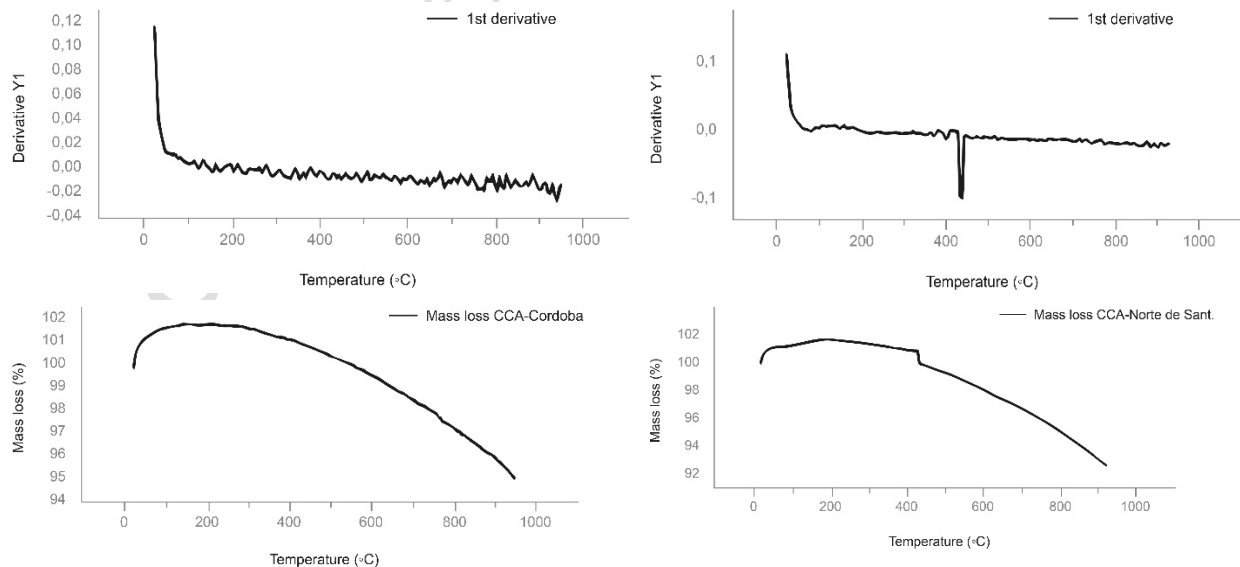 1st derivative
0,12
0,10
0,08
0,06
0,04
0,02
0,00
-0,02
-0,04
Derivative Y1
0 200 400 600 800 1000
Temperature (◦C)
1st derivative
0,1
0,0
-0,1
Derivative Y1
0 200 400 600 800 1000
Temperature (◦C)
Mass loss CCA-Cordoba
102
101
100
99
98
97
96
95
94
Mass loss (%)
0 200 400 600 800 1000
Temperature (◦C)
Mass loss CCA-Norte de Sant.
102
100
98
96
94
92
Mass loss (%)
0 200 400 600 800 1000
Temperature (◦C)